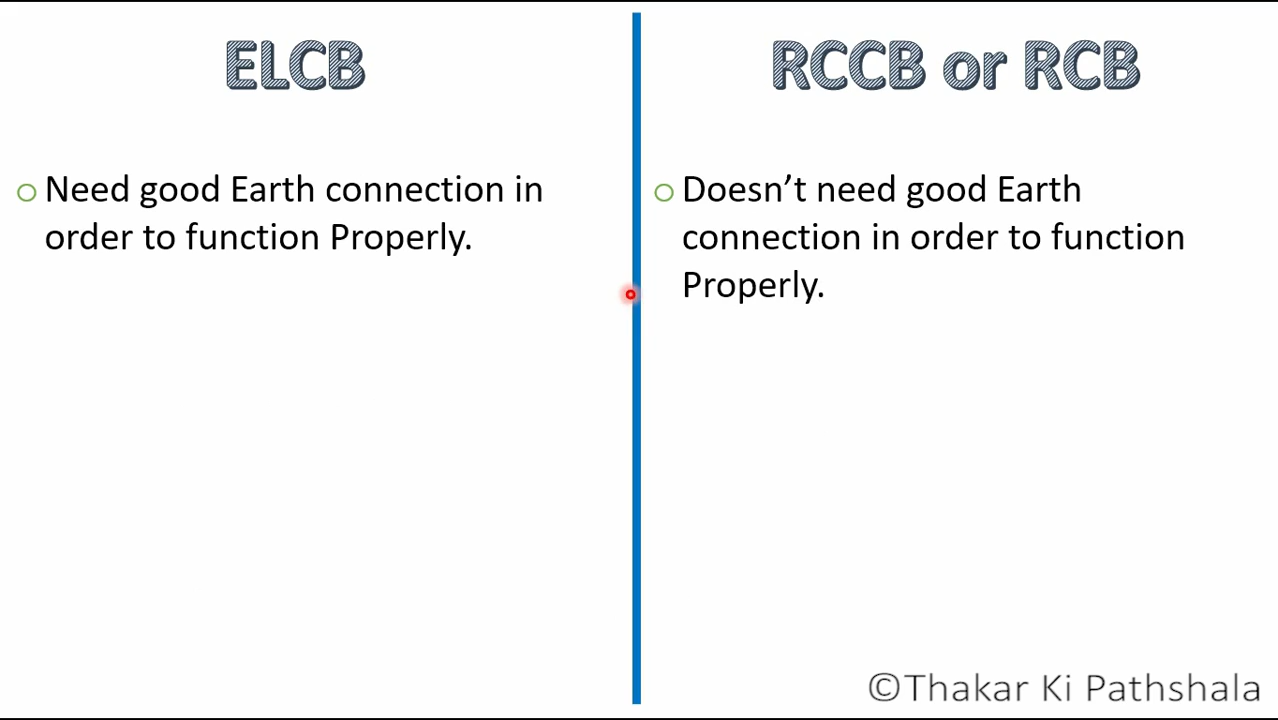 ELCB
Need good Earth connection in
order to function Properly.
RCCB or RCB
Doesn’t need good Earth
connection in order to function
Properly.
©Thakar Ki Pathshala